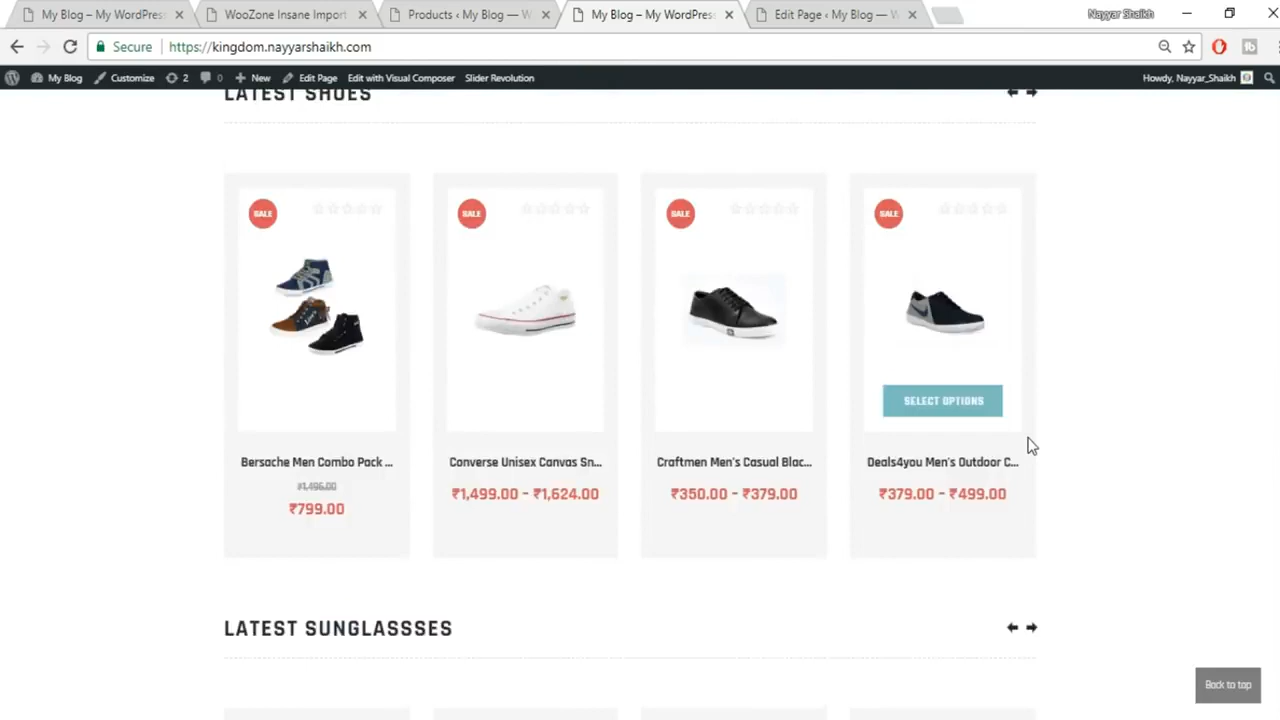 My Blog – My WordPress
WooZone Insane Import
Products ‹ My Blog — W
My Blog – My WordPress
Edit Page ‹ My Blog — W
Nayyar Shaikh
Secure
https://kingdom.nayyarshaikh.com
My Blog
Customize
2
0
New
Edit Page
Edit with Visual Composer
Slider Revolution
Howdy, Nayyar_Shaikh
LATEST SHOES
SALE
SALE
SALE
SALE
SELECT OPTIONS
Bersache Men Combo Pack ...
Converse Unisex Canvas Sn...
Craftmen Men's Casual Blac...
Deals4you Men's Outdoor C...
₹1,496.00
₹799.00
₹1,499.00 – ₹1,624.00
₹350.00 – ₹379.00
₹379.00 – ₹499.00
LATEST SUNGLASSSES
Back to top